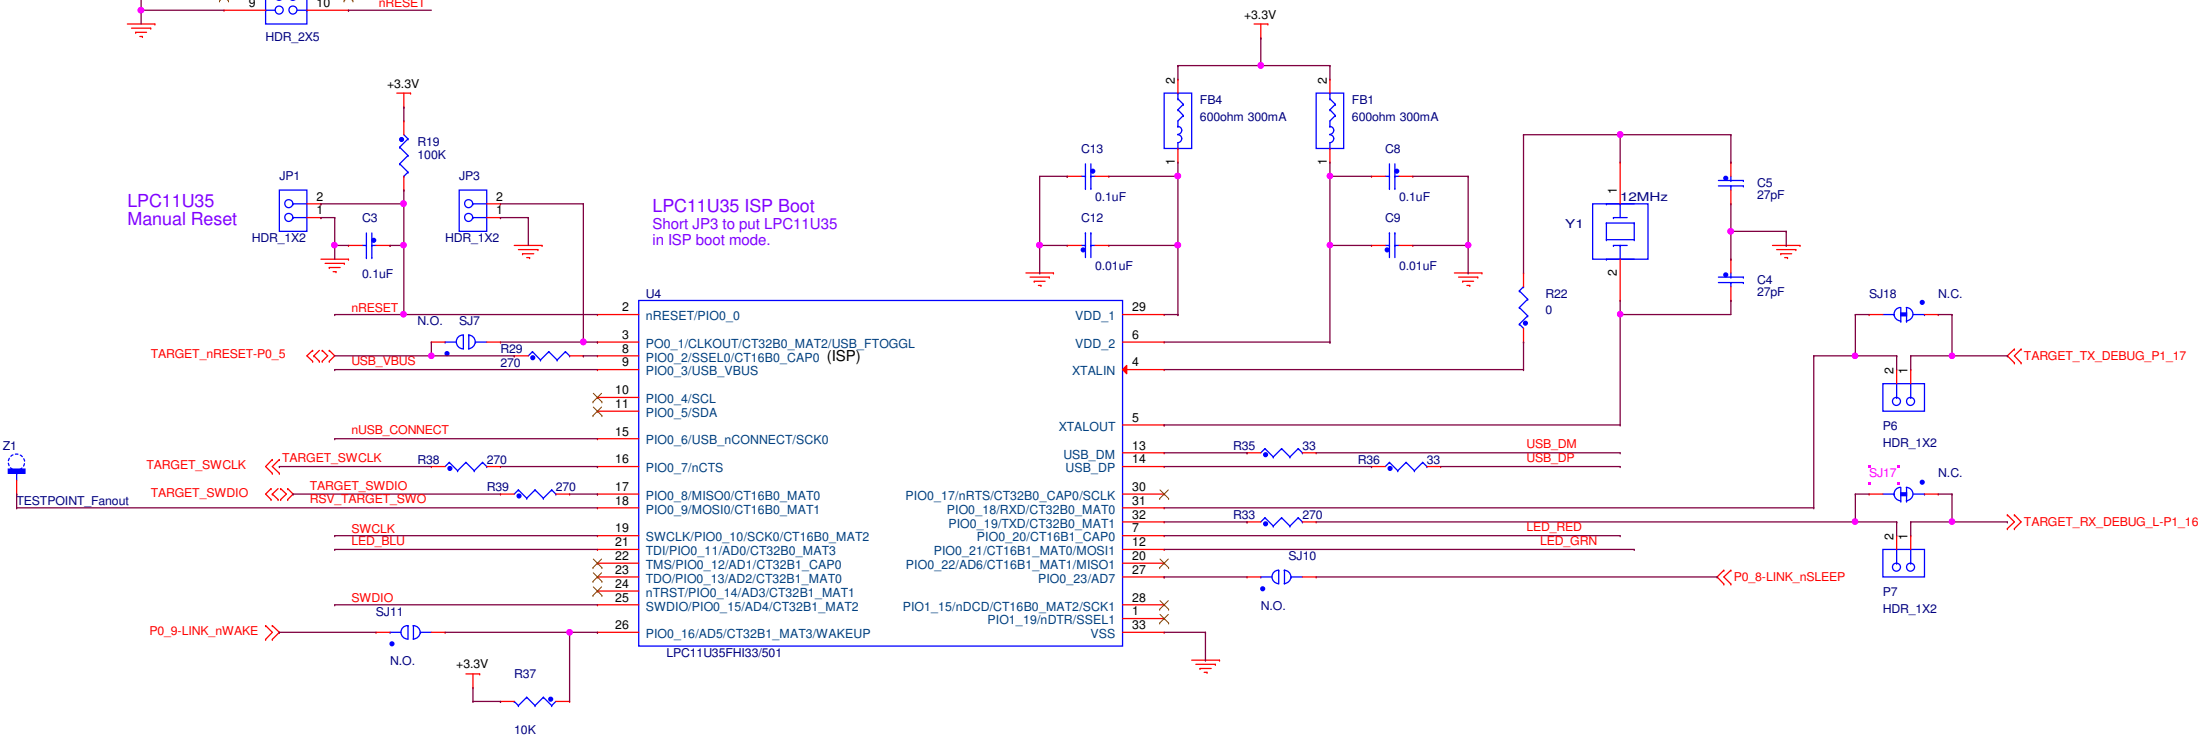 9
10
nRESET
HDR_2X5
+3.3V
+3.3V
2
FB4
600ohm 300mA
1
2
FB1
600ohm 300mA
1
R19
100K
C13
0.1uF
C12
0.01uF
C8
0.1uF
C9
0.01uF
LPC11U35
Manual Reset
JP1
2
1
HDR_1X2
C3
0.1uF
JP3
2
1
HDR_1X2
LPC11U35 ISP Boot
Short JP3 to put LPC11U35
in ISP boot mode.
1
12MHz
Y1
2
C5
27pF
C4
27pF
R22
0
U4
nRESET
2
nRESET/PIO0_0
N.O.
SJ7
3
PO0_1/CLKOUT/CT32B0_MAT2/USB_FTOGGL
TARGET_nRESET-P0_5
R29
270
8
PIO0_2/SSEL0/CT16B0_CAP0
(ISP)
USB_VBUS
9
PIO0_3/USB_VBUS
10
PIO0_4/SCL
11
PIO0_5/SDA
nUSB_CONNECT
15
PIO0_6/USB_nCONNECT/SCK0
Z1
TESTPOINT_Fanout
TARGET_SWCLK
TARGET_SWCLK
R38
270
16
PIO0_7/nCTS
TARGET_SWDIO
TARGET_SWDIO
R39
270
17
PIO0_8/MISO0/CT16B0_MAT0
RSV_TARGET_SWO
18
PIO0_9/MOSI0/CT16B0_MAT1
SWCLK
19
SWCLK/PIO0_10/SCK0/CT16B0_MAT2
LED_BLU
21
TDI/PIO0_11/AD0/CT32B0_MAT3
22
TMS/PIO0_12/AD1/CT32B1_CAP0
23
TDO/PIO0_13/AD2/CT32B1_MAT0
24
nTRST/PIO0_14/AD3/CT32B1_MAT1
SWDIO
25
SWDIO/PIO0_15/AD4/CT32B1_MAT2
P0_9-LINK_nWAKE
SJ11
N.O.
26
PIO0_16/AD5/CT32B1_MAT3/WAKEUP
+3.3V
R37
10K
LPC11U35FHI33/501
VDD_1
29
VDD_2
6
XTALIN
4
XTALOUT
5
USB_DM
13
R35
33
USB_DM
USB_DP
14
R36
33
USB_DP
PIO0_17/nRTS/CT32B0_CAP0/SCLK
30
PIO0_18/RXD/CT32B0_MAT0
31
PIO0_19/TXD/CT32B0_MAT1
32
R33
270
PIO0_20/CT16B1_CAP0
7
LED_RED
PIO0_21/CT16B1_MAT0/MOSI1
12
LED_GRN
PIO0_22/AD6/CT16B1_MAT1/MISO1
20
PIO0_23/AD7
27
SJ10
N.O.
P0_8-LINK_nSLEEP
PIO1_15/nDCD/CT16B0_MAT2/SCK1
28
PIO1_19/nDTR/SSEL1
1
VSS
33
SJ18
N.C.
TARGET_TX_DEBUG_P1_17
2
1
P6
HDR_1X2
SJ17
N.C.
TARGET_RX_DEBUG_L-P1_16
2
1
P7
HDR_1X2